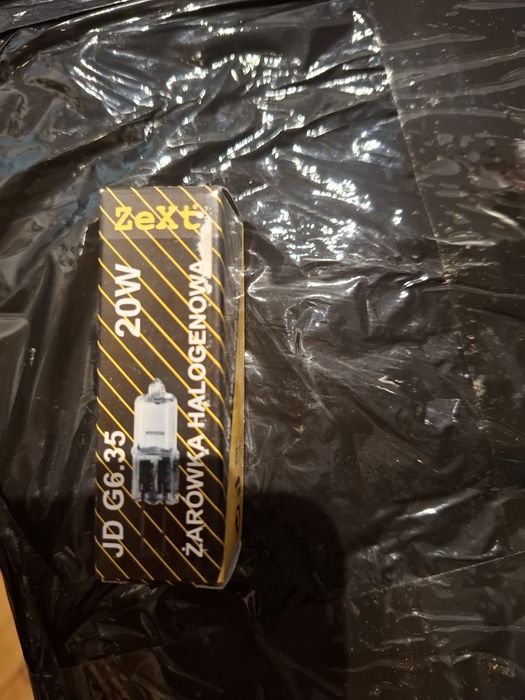 ZeXt
20W
JD G6.35
ŻARÓWKA HALOGENOWA